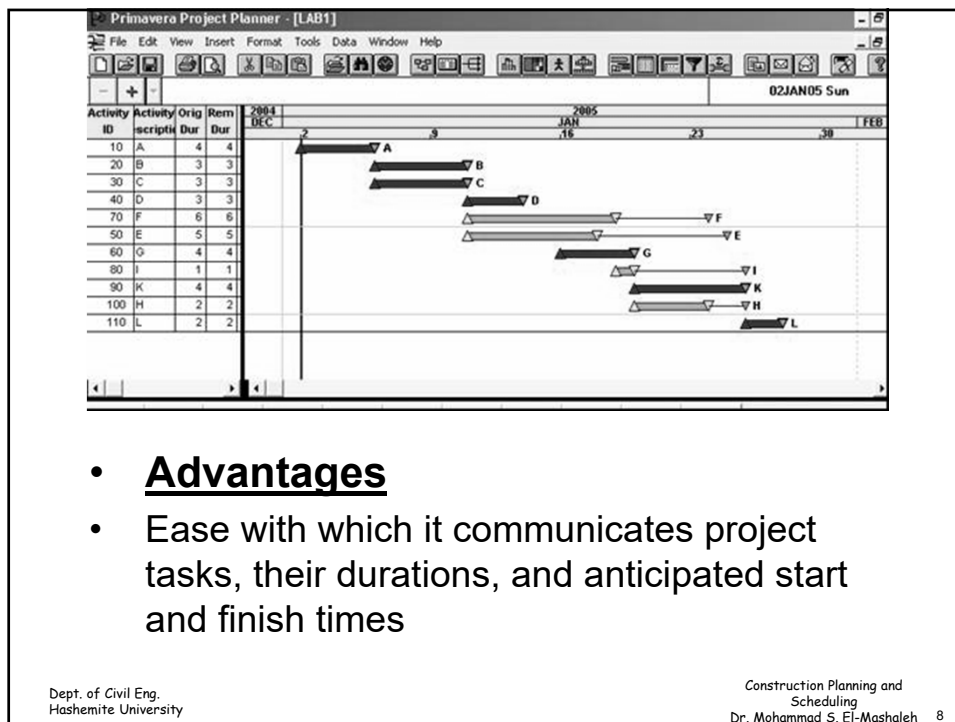 Primavera Project Planner - [LAB1]
File Edit View Insert Format Tools Data Window Help
02JAN05 Sun
Activity Activity Orig Rem 2004 2005
ID scripti Dur Dur DEC JAN FEB
,2 ,9 ,16 ,23 ,30
10 A 4 4 A
20 B 3 3 B
30 C 3 3 C
40 D 3 3 D
70 F 6 6 F
50 E 5 5 E
60 G 4 4 G
80 I 1 1 I
90 K 4 4 K
100 H 2 2 H
110 L 2 2 L
• Advantages
• Ease with which it communicates project
tasks, their durations, and anticipated start
and finish times
Dept. of Civil Eng.
Hashemite University
Construction Planning and
Scheduling
Dr. Mohammad S. El-Mashaleh 8